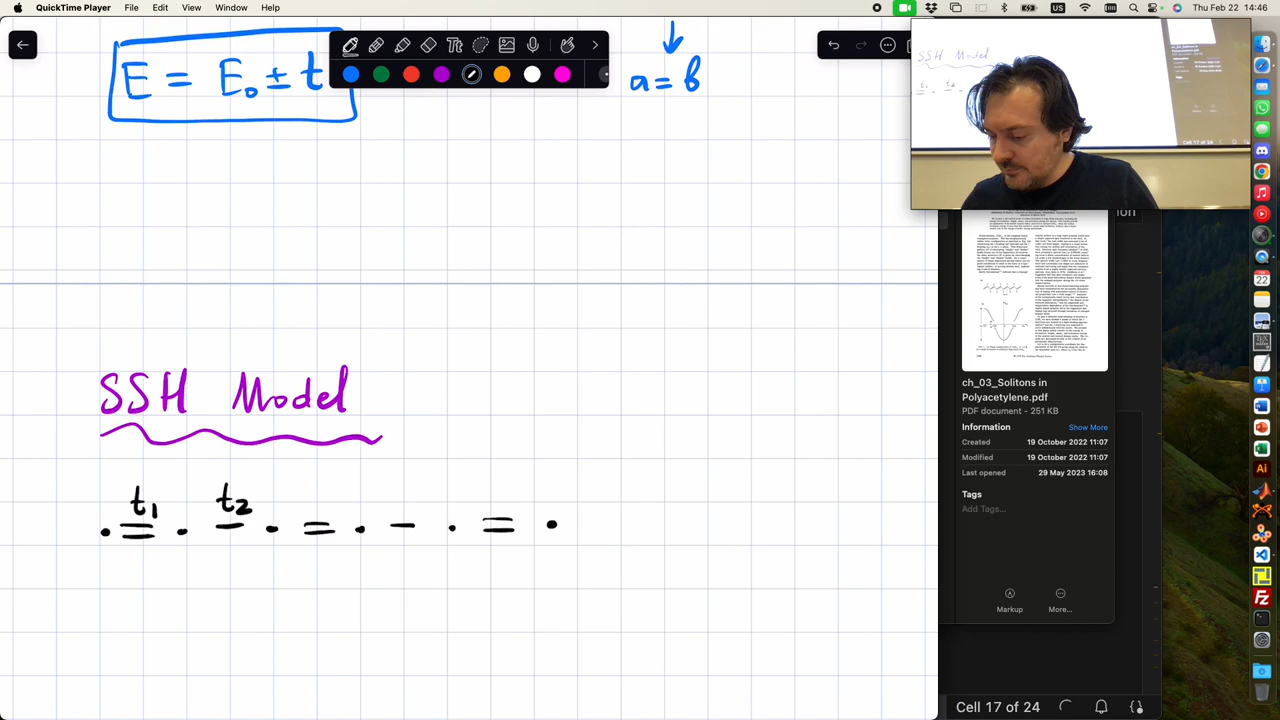 QuickTime Player File Edit View Window Help Thu Feb 22 14:46
E = E₀ ± t
a = b
SSH Model
t₁ t₂
. = . - . = . - . = .
ion
ch_03_Solitons in
Polyacetylene.pdf
PDF document - 251 KB
Information Show More
Created 19 October 2022 11:07
Modified 19 October 2022 11:07
Last opened 29 May 2023 16:08
Tags
Add Tags...
Markup More...
Cell 17 of 24